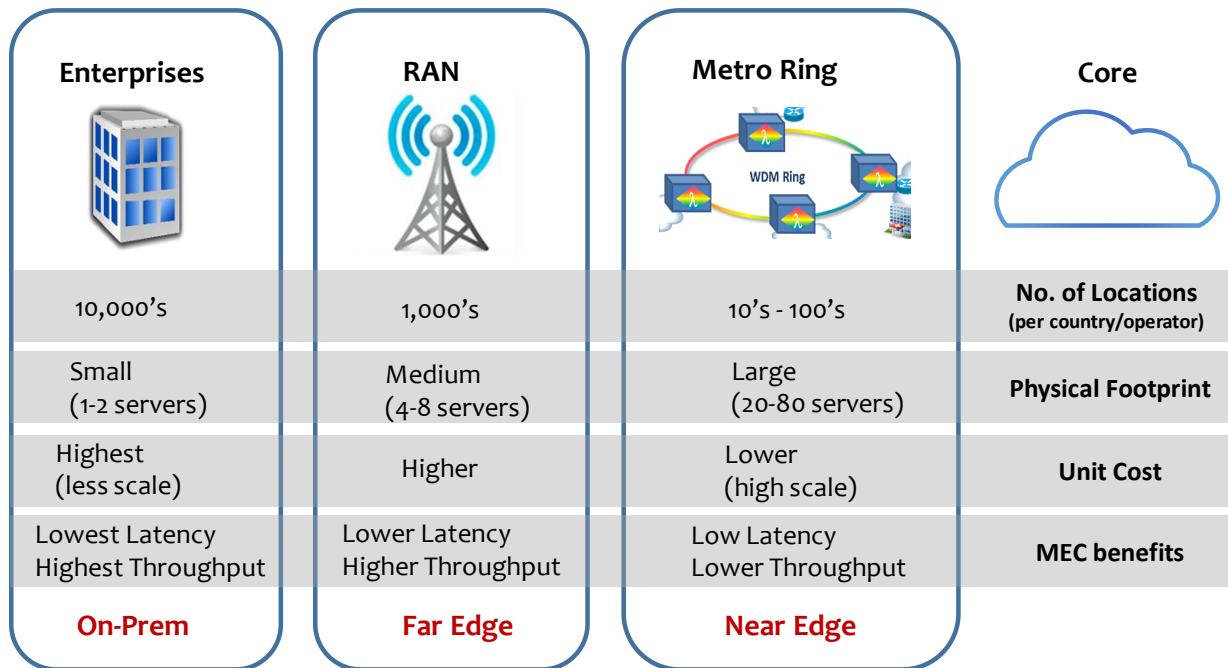 Enterprises
RAN
Metro Ring
Core
λ
λ
λ
λ
WDM Ring
10,000’s
1,000’s
10’s - 100’s
No. of Locations
(per country/operator)
Small
(1-2 servers)
Medium
(4-8 servers)
Large
(20-80 servers)
Physical Footprint
Highest
(less scale)
Higher
Lower
(high scale)
Unit Cost
Lowest Latency
Highest Throughput
Lower Latency
Higher Throughput
Low Latency
Lower Throughput
MEC benefits
On-Prem
Far Edge
Near Edge